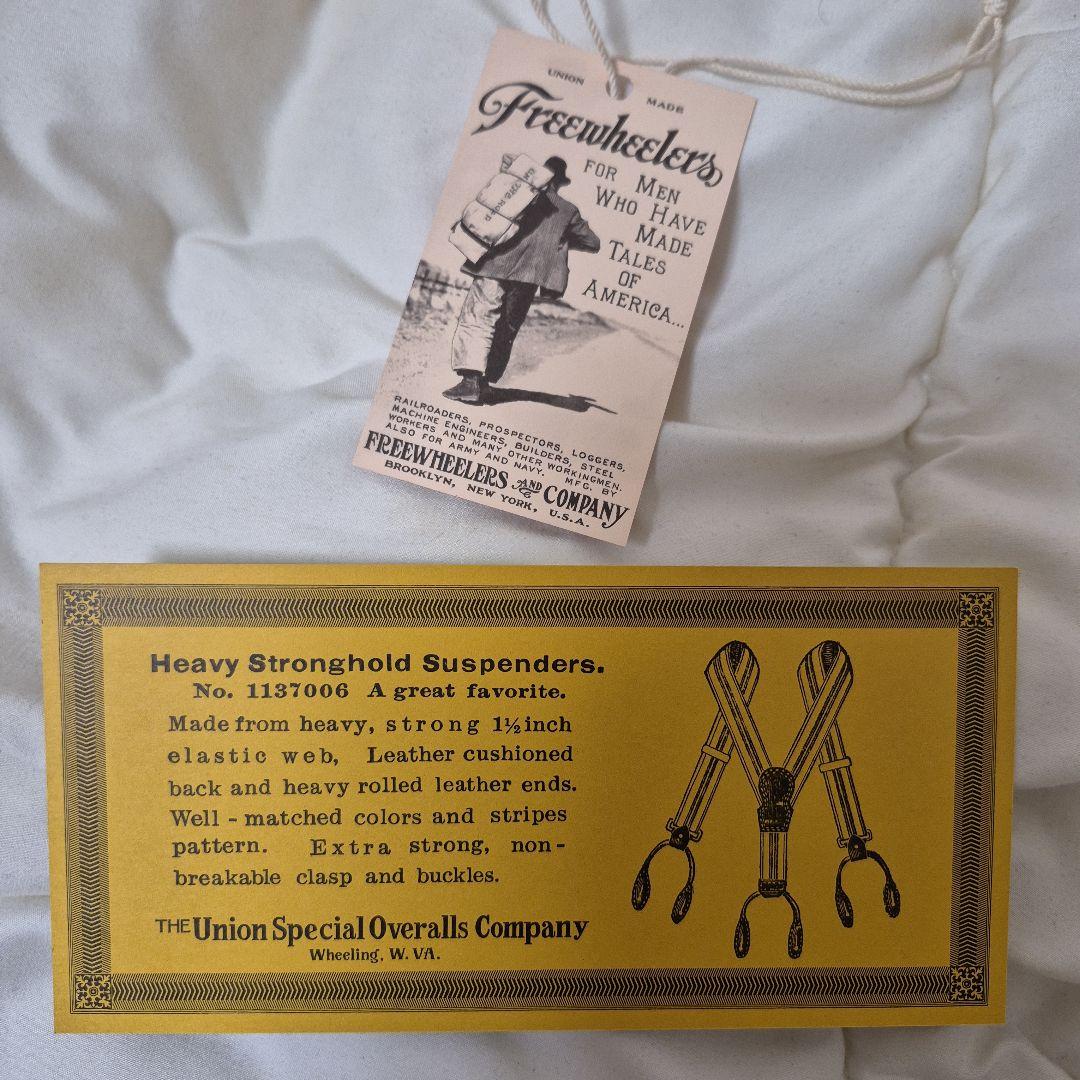 UNION MADE
Freewheelers
FOR MEN
WHO HAVE
MADE
TALES
OF
AMERICA...
RAILROADERS, PROSPECTORS, LOGGERS,
MACHINE ENGINEERS, BUILDERS, STEEL
WORKERS AND MANY OTHER WORKINGMEN.
ALSO FOR ARMY AND NAVY. MFG. BY
FREEWHEELERS AND COMPANY
BROOKLYN, NEW YORK, U.S.A.
Heavy Stronghold Suspenders.
No. 1137006 A great favorite.
Made from heavy, strong 1½ inch
elastic web, Leather cushioned
back and heavy rolled leather ends.
Well-matched colors and stripes
pattern. Extra strong, non-
breakable clasp and buckles.
THE Union Special Overalls Company
Wheeling, W. VA.